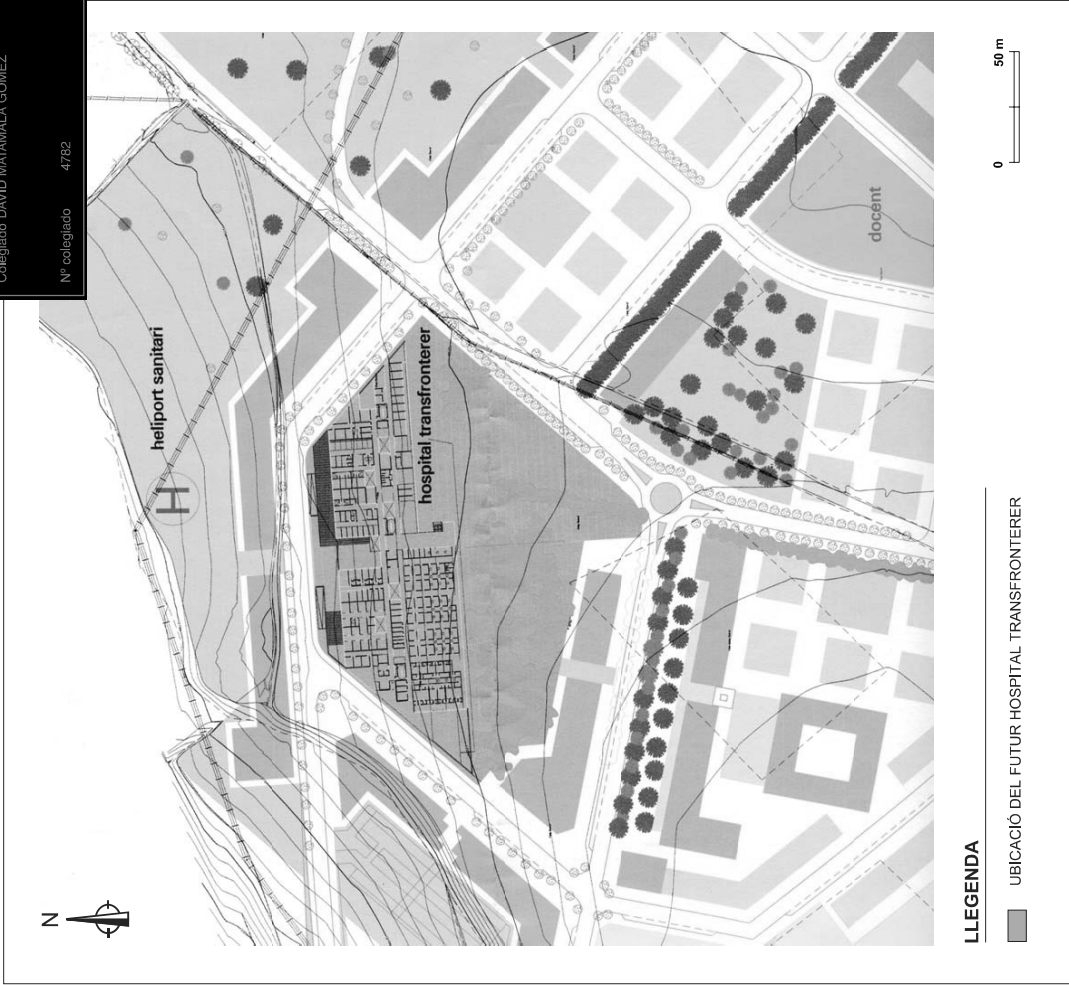 Colegiado DAVID MATAMALA GOMEZ
Nº colegiado 4782
N
heliport sanitari
H
hospital transfronterer
docent
LLEGENDA
UBICACIÓ DEL FUTUR HOSPITAL TRANSFRONTERER
0 50 m